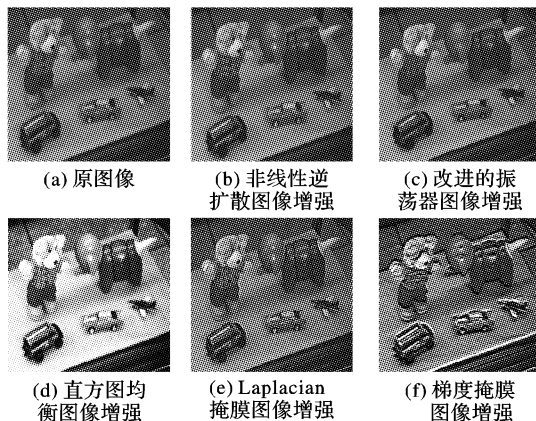 (a) 原图像
(b) 非线性逆
扩散图像增强
(c) 改进的振
荡器图像增强
(d) 直方图均
衡图像增强
(e) Laplacian
掩膜图像增强
(f) 梯度掩膜
图像增强